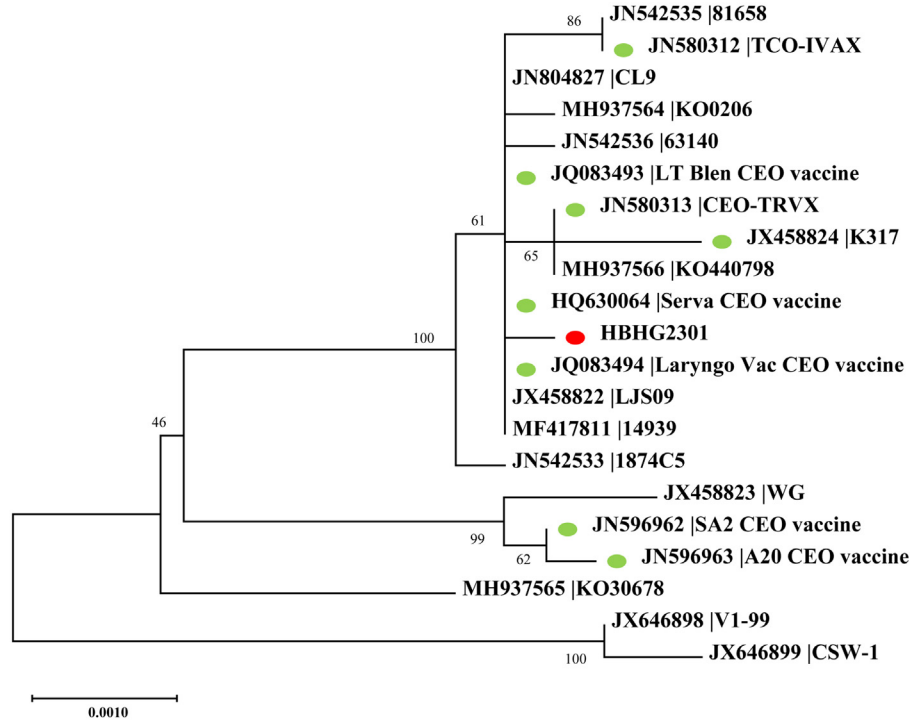 86
JN542535 |81658
JN580312 |TCO-IVAX
JN804827 |CL9
MH937564 |KO0206
JN542536 |63140
JQ083493 |LT Blen CEO vaccine
JN580313 |CEO-TRVX
61
JX458824 |K317
65
MH937566 |KO440798
HQ630064 |Serva CEO vaccine
HBHG2301
100
JQ083494 |Laryngo Vac CEO vaccine
JX458822 |LJS09
46
MF417811 |14939
JN542533 |1874C5
JX458823 |WG
JN596962 |SA2 CEO vaccine
99
62
JN596963 |A20 CEO vaccine
MH937565 |KO30678
JX646898 |V1-99
100
JX646899 |CSW-1
0.0010